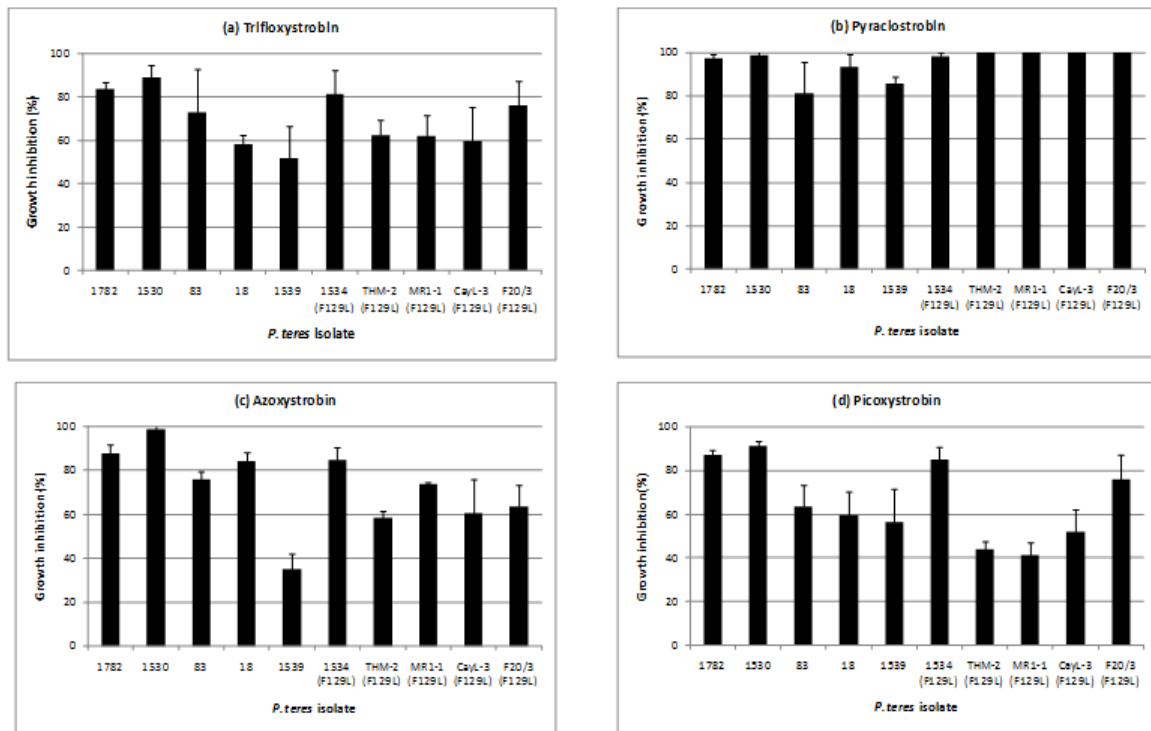 (a) Trifloxystrobin
Growth inhibition (%)
100
80
60
40
20
0
1782 1530 83 18 1539 1534 THM-2 MR1-1 CayL-3 F20/3
(F129L) (F129L) (F129L) (F129L) (F129L)
P. teres isolate
(b) Pyraclostrobin
Growth inhibition (%)
100
80
60
40
20
0
1782 1530 83 18 1539 1534 THM-2 MR1-1 CayL-3 F20/3
(F129L) (F129L) (F129L) (F129L) (F129L)
P. teres isolate
(c) Azoxystrobin
Growth inhibition (%)
100
80
60
40
20
0
1782 1530 83 18 1539 1534 THM-2 MR1-1 CayL-3 F20/3
(F129L) (F129L) (F129L) (F129L) (F129L)
P. teres isolate
(d) Picoxystrobin
Growth inhibition(%)
100
80
60
40
20
0
1782 1530 83 18 1539 1534 THM-2 MR1-1 CayL-3 F20/3
(F129L) (F129L) (F129L) (F129L) (F129L)
P. teres isolate